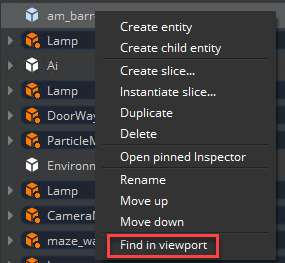 am_barr
Lamp
Ai
Lamp
DoorWay
ParticleM
Environm
Lamp
CameraM
maze_wa
Create entity
Create child entity
Create slice...
Instantiate slice...
Duplicate
Delete
Open pinned Inspector
Rename
Move up
Move down
Find in viewport